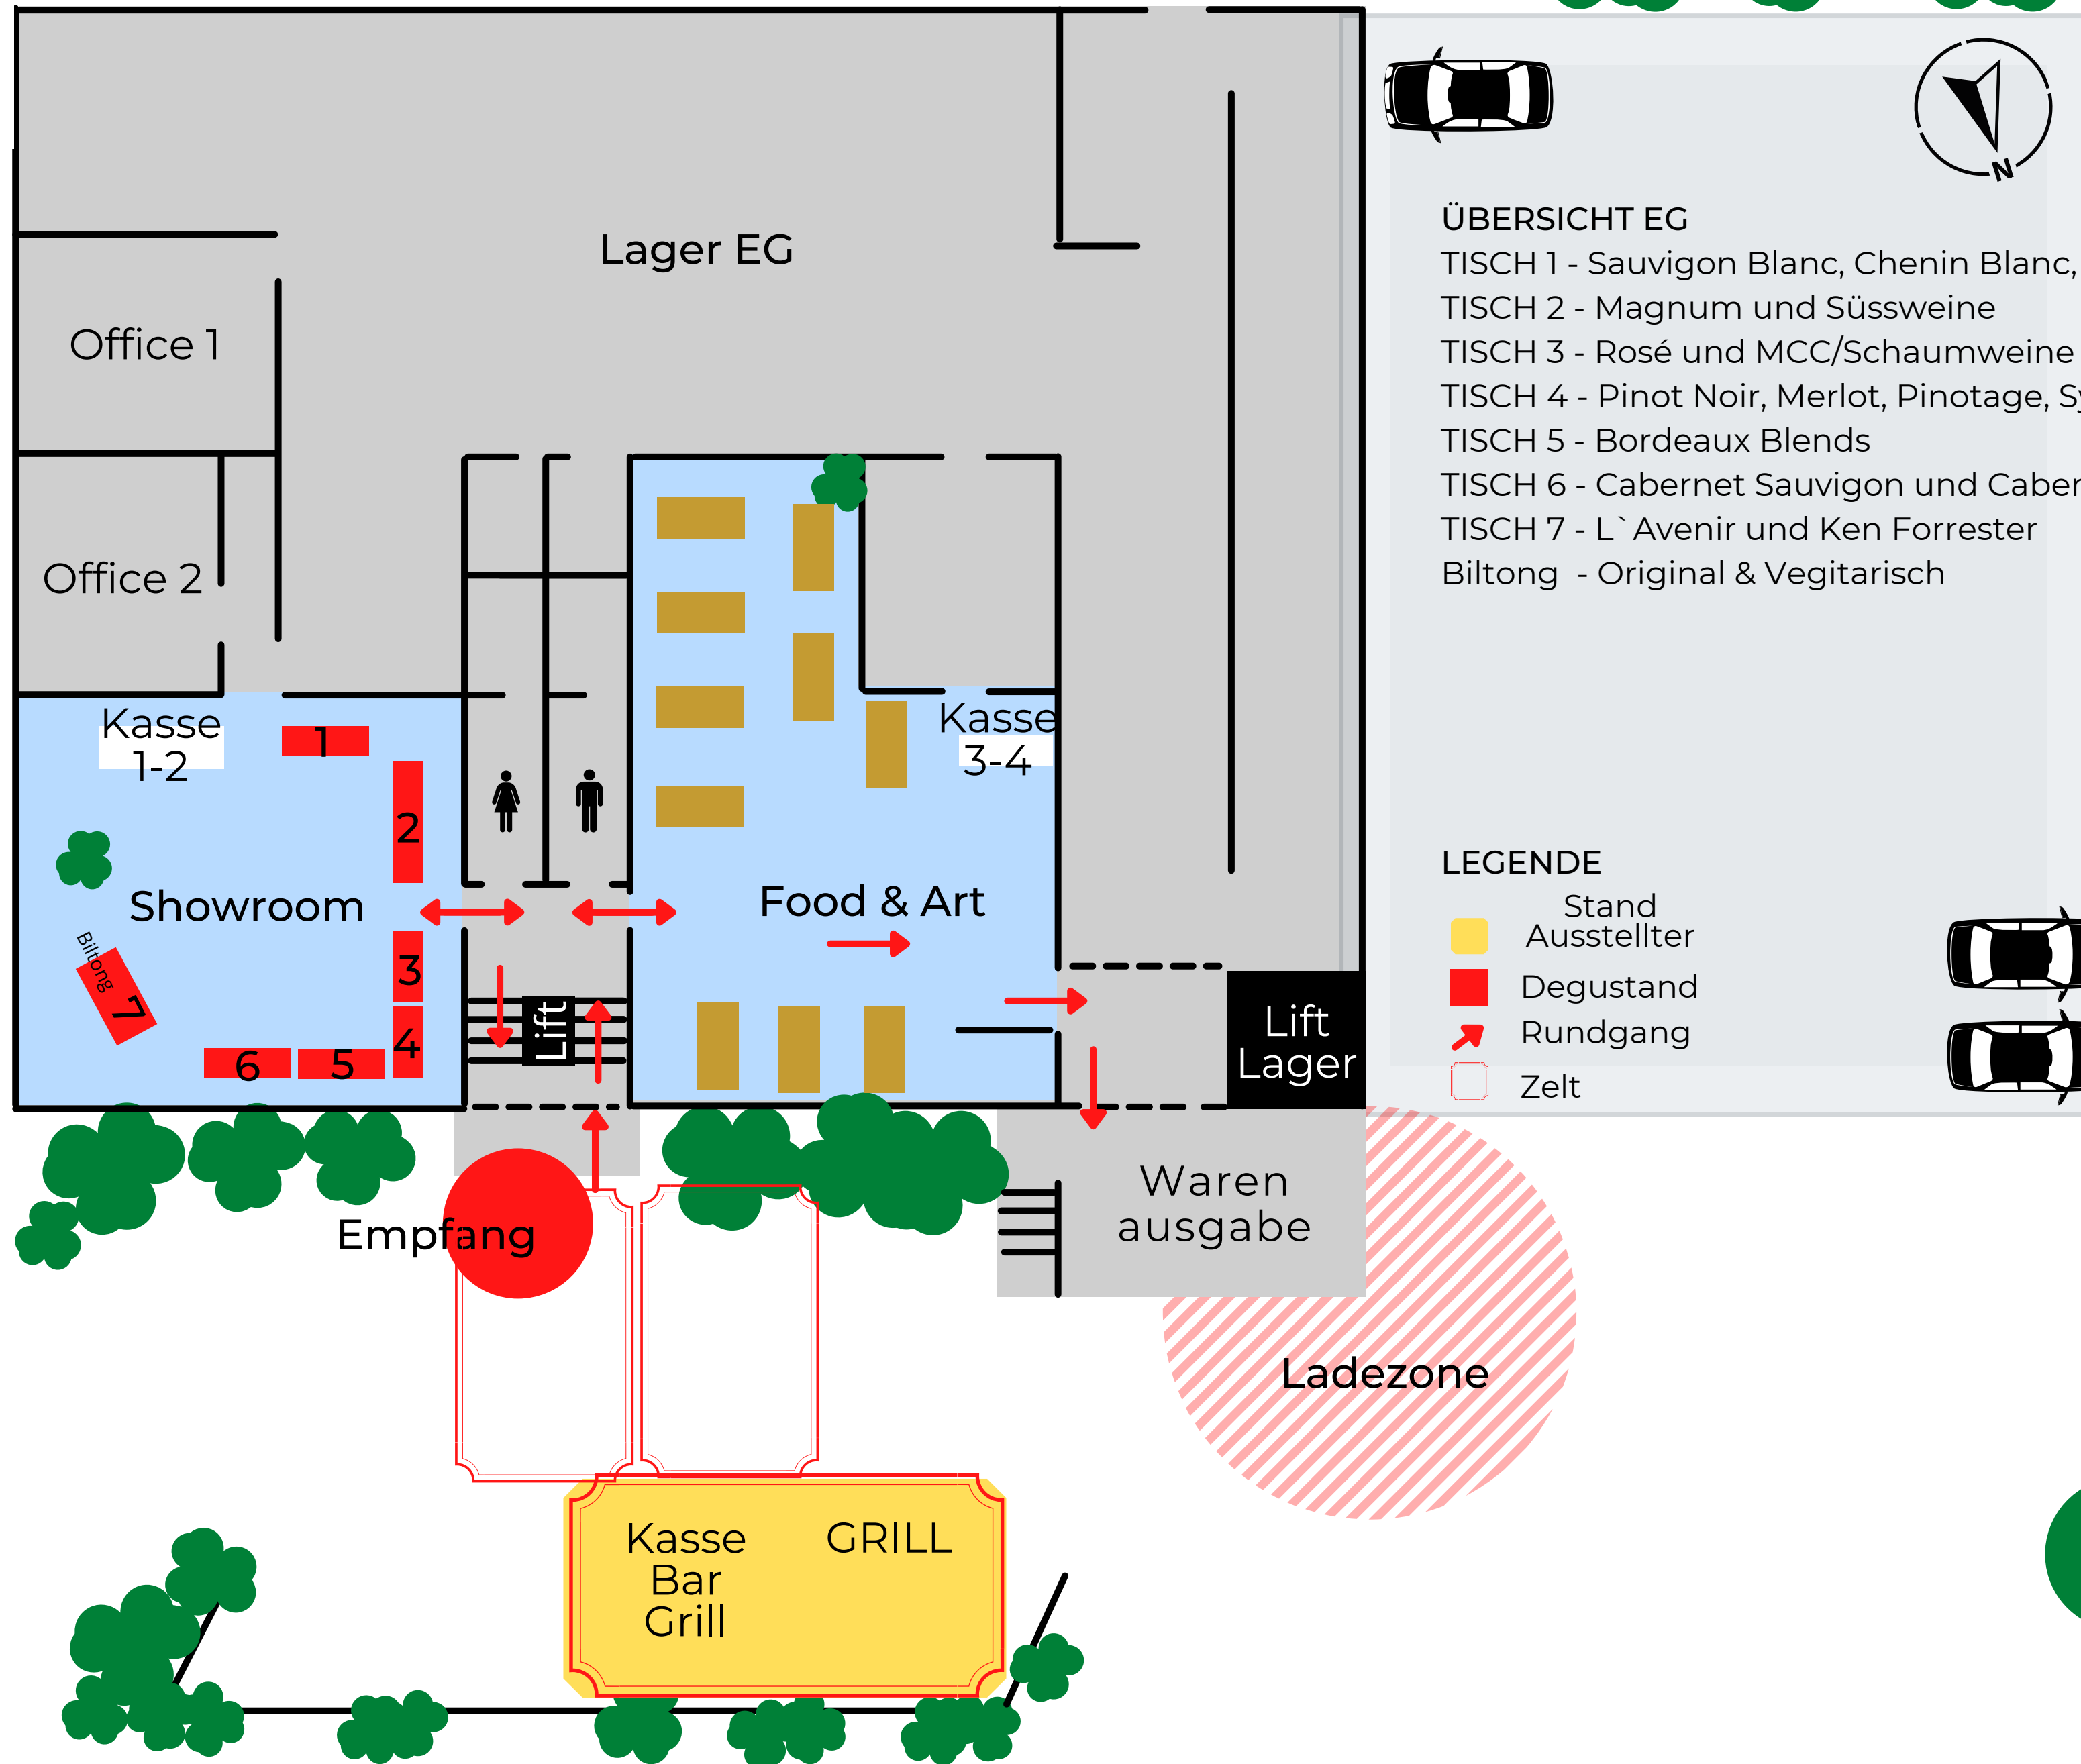 Lager EG
Office 1
Office 2
Kasse
1-2
1
2
Showroom
Biltong
7
3
4
6
5
Lift
Kasse
3-4
Food & Art
Lift
Lager
Empfang
Waren
ausgabe
Ladezone
Kasse
Bar
Grill
GRILL
N
ÜBERSICHT EG
TISCH 1 - Sauvigon Blanc, Chenin Blanc,
TISCH 2 - Magnum und Süssweine
TISCH 3 - Rosé und MCC/Schaumweine
TISCH 4 - Pinot Noir, Merlot, Pinotage,
TISCH 5 - Bordeaux Blends
TISCH 6 - Cabernet Sauvigon und
TISCH 7 - L`Avenir und Ken Forrester
Biltong - Original & Vegitarisch
LEGENDE
Stand
Ausstellter
Degustand
Rundgang
Zelt